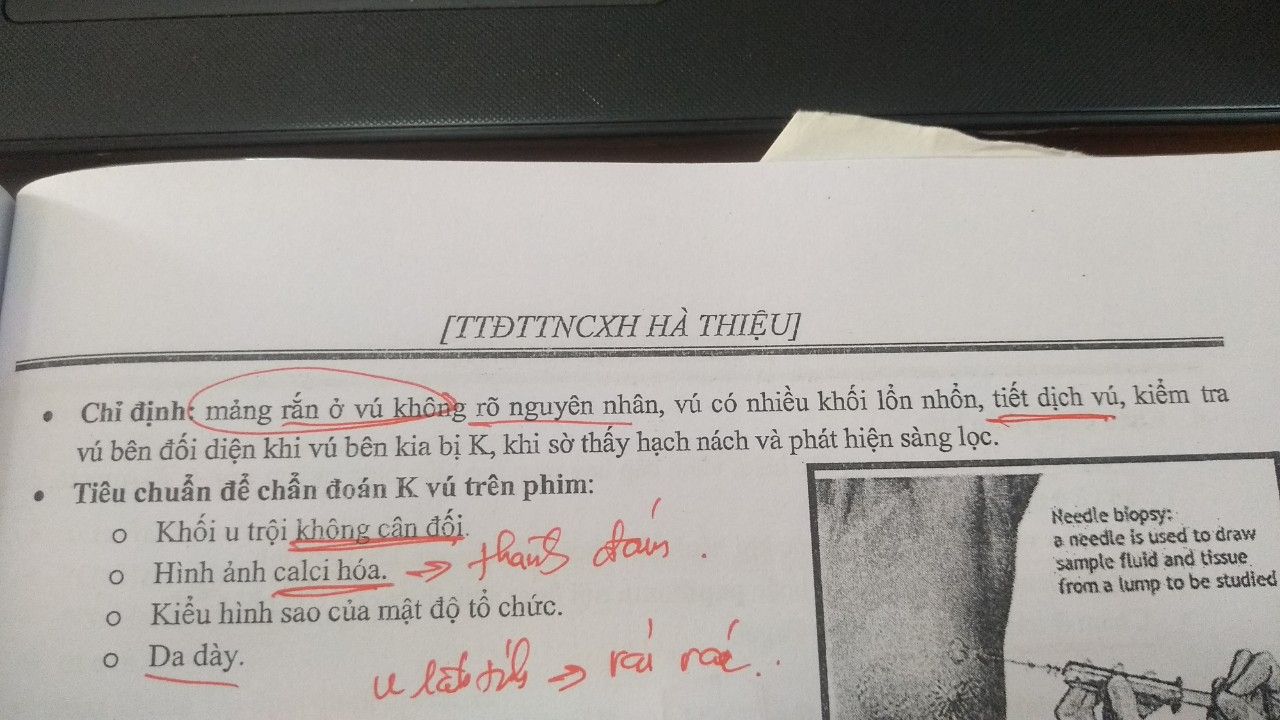 [TTĐTTNCXH HÀ THIỆU]
• Chỉ định: mảng rắn ở vú không rõ nguyên nhân, vú có nhiều khối lổn nhổn, tiết dịch vú, kiểm tra
vú bên đối diện khi vú bên kia bị K, khi sờ thấy hạch nách và phát hiện sàng lọc.
• Tiêu chuẩn để chẩn đoán K vú trên phim:
o Khối u trội không cân đối.
o Hình ảnh calci hóa. → thành đám.
o Kiểu hình sao của mật độ tổ chức.
o Da dày.
u lành tính → rải rác..
Needle biopsy:
a needle is used to draw
sample fluid and tissue
from a lump to be studied